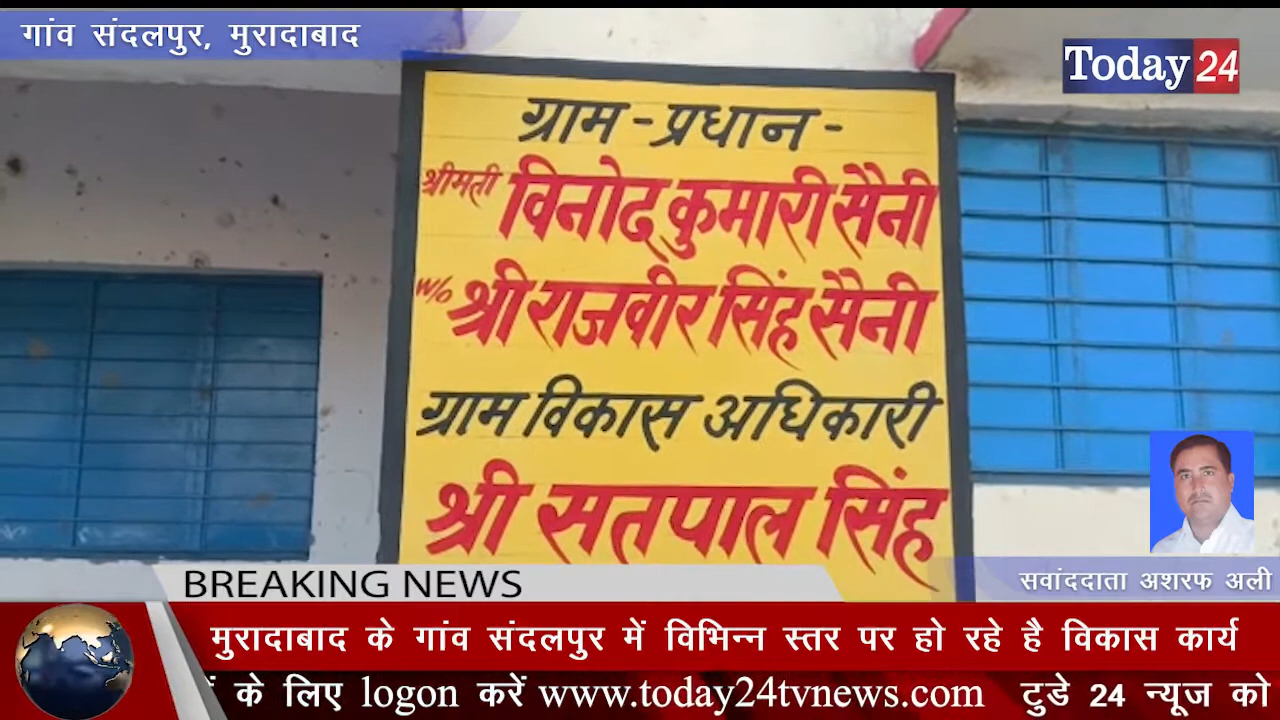 गांव संदलपुर, मुरादाबाद
Today 24
ग्राम - प्रधान -
श्रीमती विनोद कुमारी सैनी
w/o श्री राजवीर सिंह सैनी
ग्राम विकास अधिकारी
श्री सतपाल सिंह
BREAKING NEWS
सवांददाता अशरफ अली
मुरादाबाद के गांव संदलपुर में विभिन्न स्तर पर हो रहे है विकास कार्य
के लिए logon करें www.today24tvnews.com टुडे 24 न्यूज को